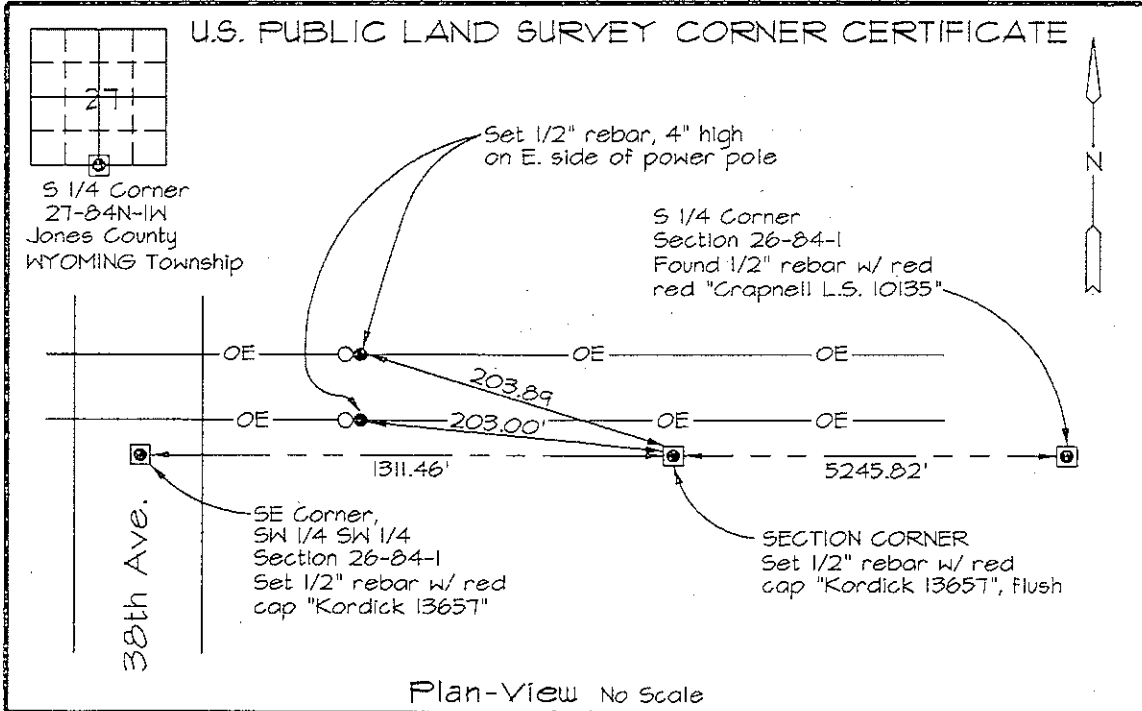 U.S. PUBLIC LAND SURVEY CORNER CERTIFICATE
27
S 1/4 Corner
27-84N-1W
Jones County
WYOMING Township
Set 1/2" rebar, 4" high
on E. side of power pole
N
S 1/4 Corner
Section 26-84-1
Found 1/2" rebar w/ red
red "Crapnell L.S. 10135"
OE
OE
OE
203.89
OE
203.00'
OE
OE
1311.46'
5245.82'
38th Ave.
SE Corner,
SW 1/4 SW 1/4
Section 26-84-1
Set 1/2" rebar w/ red
cap "Kordick 13657"
SECTION CORNER
Set 1/2" rebar w/ red
cap "Kordick 13657", flush
Plan-View No Scale